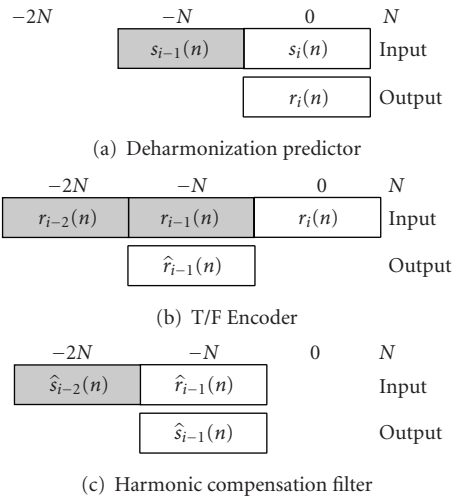 −2N −N 0 N
s_{i−1}(n) s_i(n) Input
r_i(n) Output
(a) Deharmonization predictor
−2N −N 0 N
r_{i−2}(n) r_{i−1}(n) r_i(n) Input
r̂_{i−1}(n) Output
(b) T/F Encoder
−2N −N 0 N
ŝ_{i−2}(n) r̂_{i−1}(n) Input
ŝ_{i−1}(n) Output
(c) Harmonic compensation filter